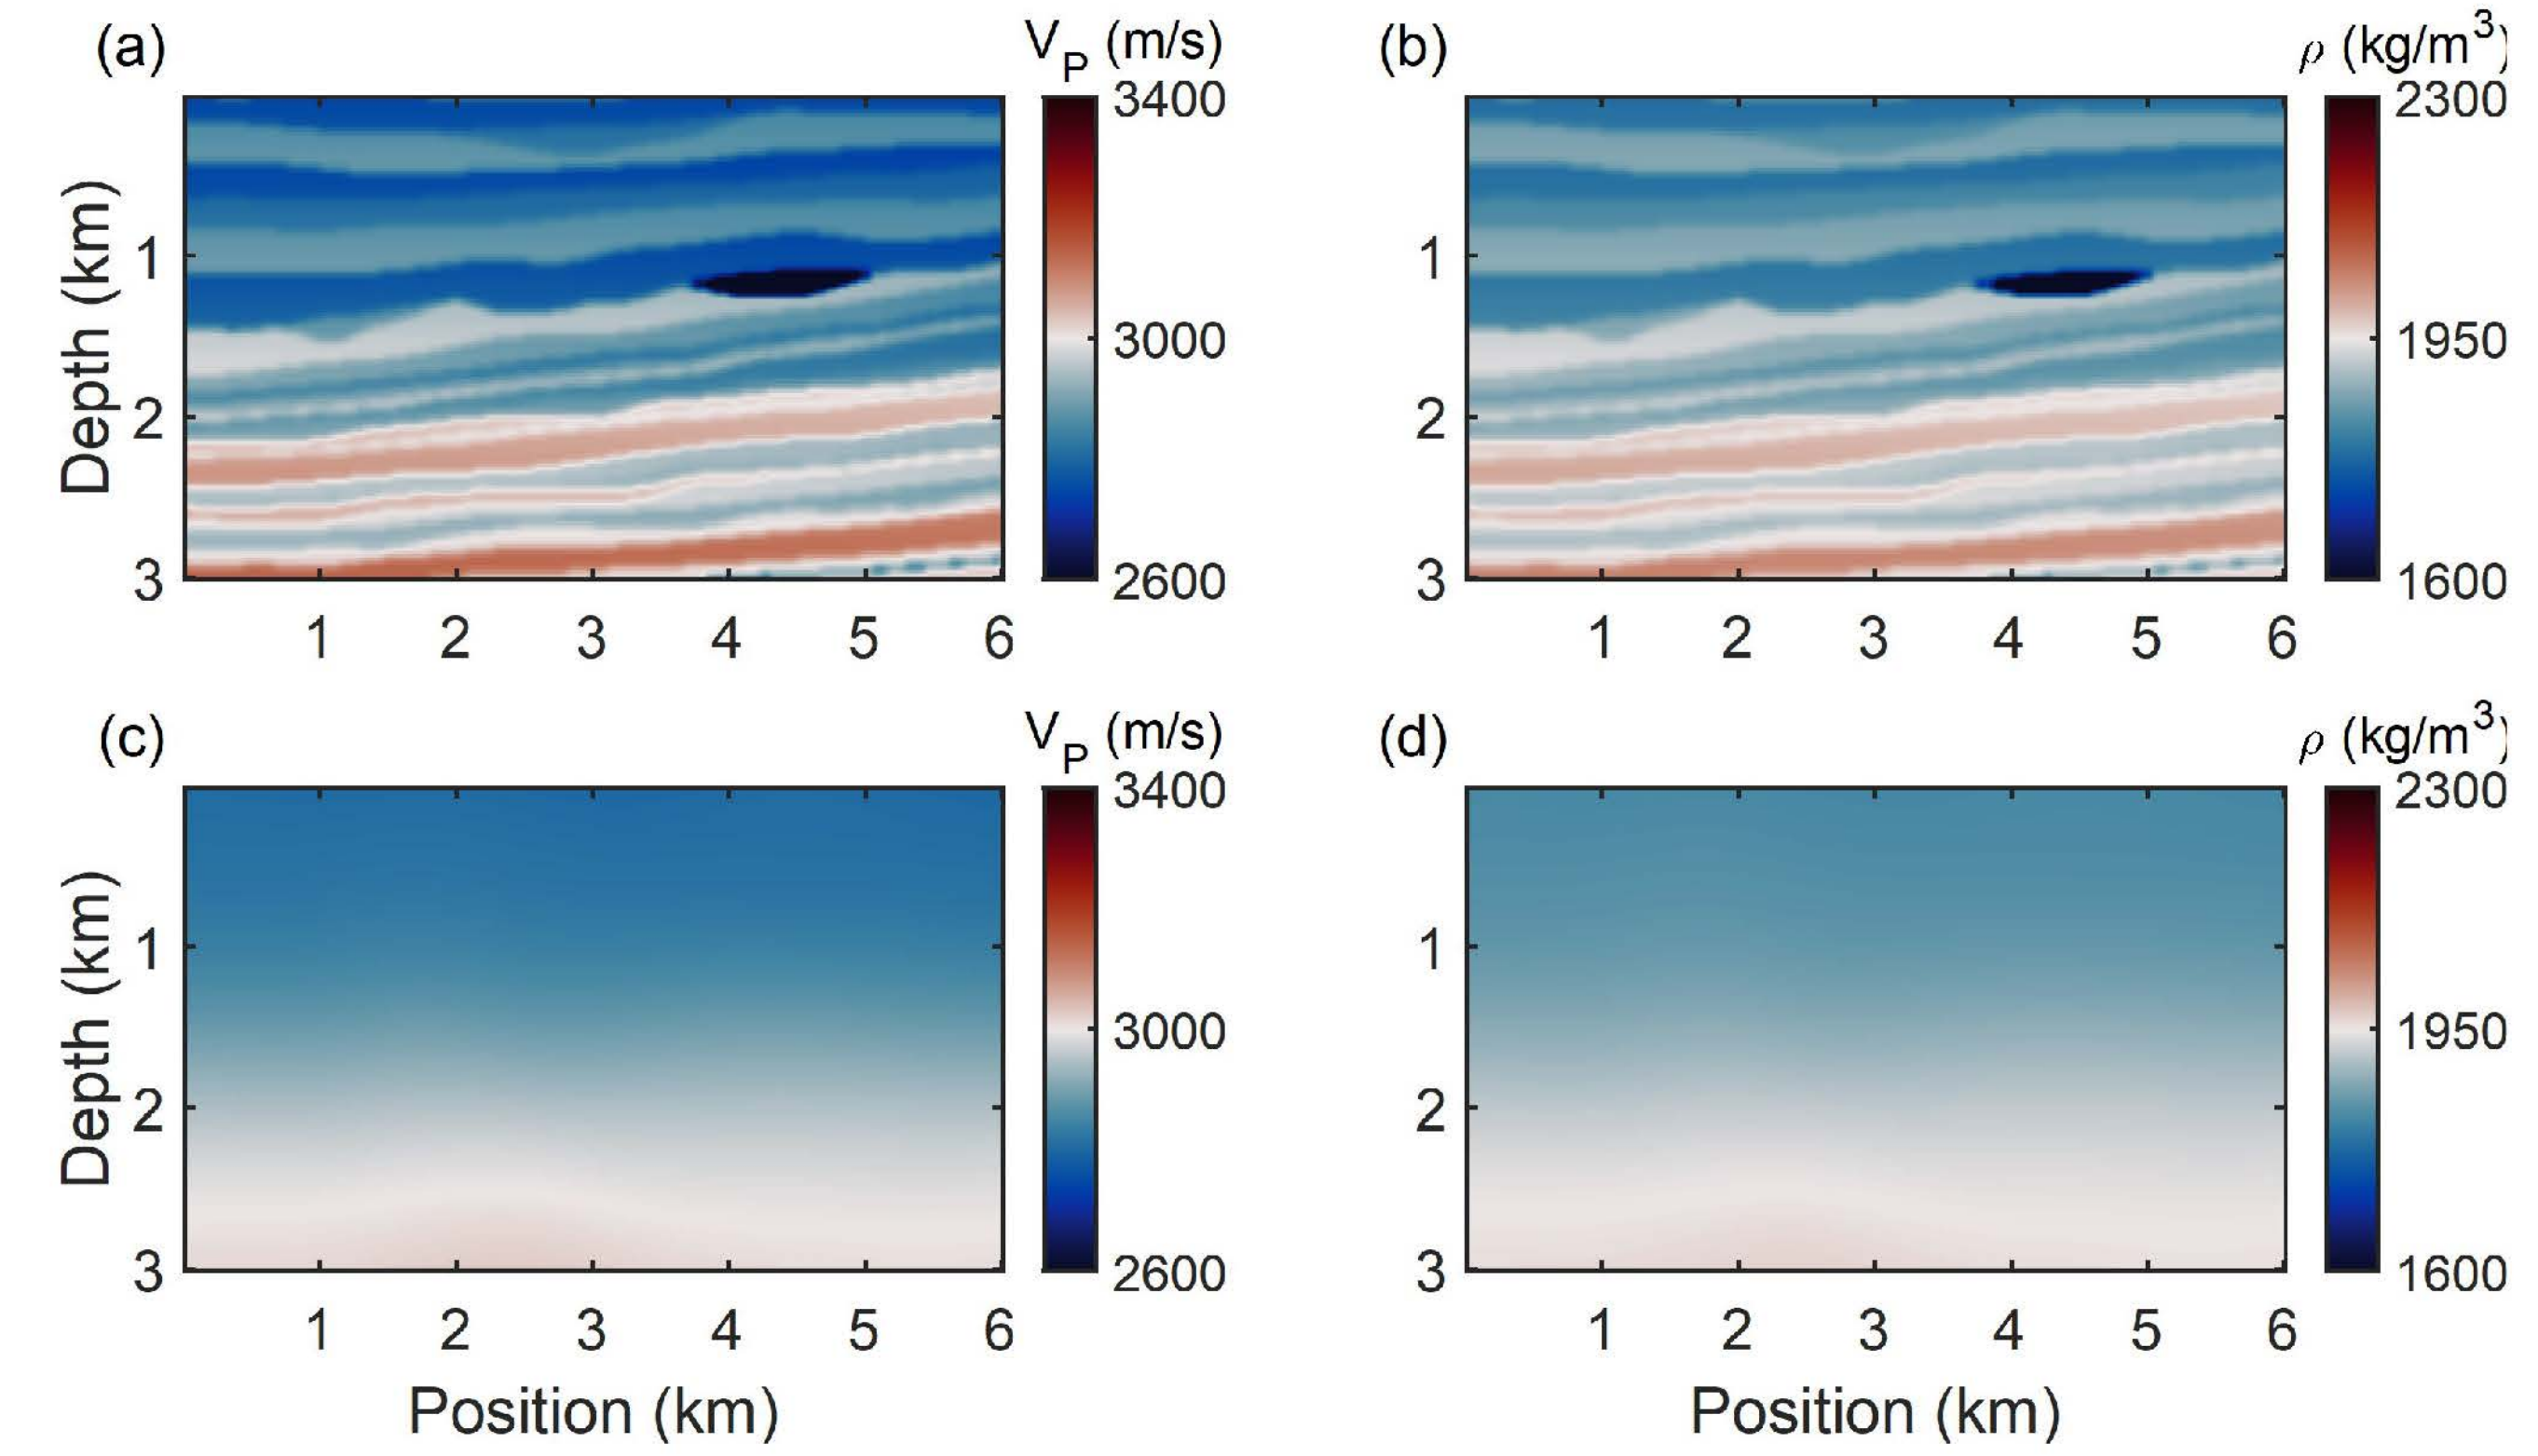 (a)
V_P (m/s)
3400
3000
2600
Depth (km)
1
2
3
1 2 3 4 5 6
(b)
ρ (kg/m³)
2300
1950
1600
1
2
3
1 2 3 4 5 6
(c)
V_P (m/s)
3400
3000
2600
Depth (km)
1
2
3
1 2 3 4 5 6
Position (km)
(d)
ρ (kg/m³)
2300
1950
1600
1
2
3
1 2 3 4 5 6
Position (km)